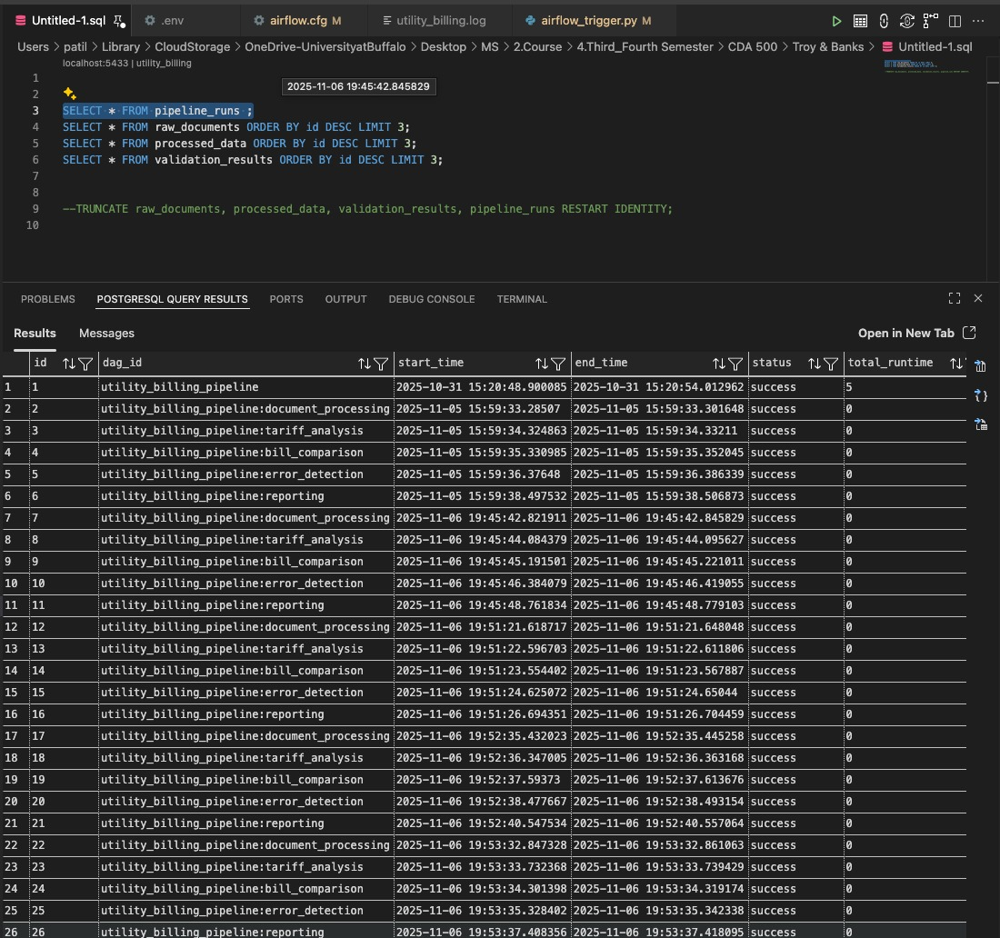 Untitled-1.sql .env airflow.cfg M utility_billing.log airflow_trigger.py M
Users > patil > Library > CloudStorage > OneDrive-UniversityatBuffalo > Desktop > MS > 2.Course > 4.Third_Fourth Semester > CDA 500 > Troy & Banks > Untitled-1.sql
localhost:5433 | utility_billing
1
2025-11-06 19:45:42.845829
2
3 SELECT * FROM pipeline_runs ;
4 SELECT * FROM raw_documents ORDER BY id DESC LIMIT 3;
5 SELECT * FROM processed_data ORDER BY id DESC LIMIT 3;
6 SELECT * FROM validation_results ORDER BY id DESC LIMIT 3;
7
8
9 --TRUNCATE raw_documents, processed_data, validation_results, pipeline_runs RESTART IDENTITY;
10
PROBLEMS POSTGRESQL QUERY RESULTS PORTS OUTPUT DEBUG CONSOLE TERMINAL
Results Messages Open in New Tab
id dag_id start_time end_time status total_runtime
1 1 utility_billing_pipeline 2025-10-31 15:20:48.900085 2025-10-31 15:20:54.012962 success 5
2 2 utility_billing_pipeline:document_processing 2025-11-05 15:59:33.28507 2025-11-05 15:59:33.301648 success 0
3 3 utility_billing_pipeline:tariff_analysis 2025-11-05 15:59:34.324863 2025-11-05 15:59:34.33211 success 0
4 4 utility_billing_pipeline:bill_comparison 2025-11-05 15:59:35.330985 2025-11-05 15:59:35.352045 success 0
5 5 utility_billing_pipeline:error_detection 2025-11-05 15:59:36.37648 2025-11-05 15:59:36.386339 success 0
6 6 utility_billing_pipeline:reporting 2025-11-05 15:59:38.497532 2025-11-05 15:59:38.506873 success 0
7 7 utility_billing_pipeline:document_processing 2025-11-06 19:45:42.821911 2025-11-06 19:45:42.845829 success 0
8 8 utility_billing_pipeline:tariff_analysis 2025-11-06 19:45:44.084379 2025-11-06 19:45:44.095627 success 0
9 9 utility_billing_pipeline:bill_comparison 2025-11-06 19:45:45.191501 2025-11-06 19:45:45.221011 success 0
10 10 utility_billing_pipeline:error_detection 2025-11-06 19:45:46.384079 2025-11-06 19:45:46.419055 success 0
11 11 utility_billing_pipeline:reporting 2025-11-06 19:45:48.761834 2025-11-06 19:45:48.779103 success 0
12 12 utility_billing_pipeline:document_processing 2025-11-06 19:51:21.618717 2025-11-06 19:51:21.648048 success 0
13 13 utility_billing_pipeline:tariff_analysis 2025-11-06 19:51:22.596703 2025-11-06 19:51:22.611806 success 0
14 14 utility_billing_pipeline:bill_comparison 2025-11-06 19:51:23.554402 2025-11-06 19:51:23.567887 success 0
15 15 utility_billing_pipeline:error_detection 2025-11-06 19:51:24.625072 2025-11-06 19:51:24.65044 success 0
16 16 utility_billing_pipeline:reporting 2025-11-06 19:51:26.694351 2025-11-06 19:51:26.704459 success 0
17 17 utility_billing_pipeline:document_processing 2025-11-06 19:52:35.432023 2025-11-06 19:52:35.445258 success 0
18 18 utility_billing_pipeline:tariff_analysis 2025-11-06 19:52:36.347005 2025-11-06 19:52:36.363168 success 0
19 19 utility_billing_pipeline:bill_comparison 2025-11-06 19:52:37.59373 2025-11-06 19:52:37.613676 success 0
20 20 utility_billing_pipeline:error_detection 2025-11-06 19:52:38.477667 2025-11-06 19:52:38.493154 success 0
21 21 utility_billing_pipeline:reporting 2025-11-06 19:52:40.547534 2025-11-06 19:52:40.557064 success 0
22 22 utility_billing_pipeline:document_processing 2025-11-06 19:53:32.847328 2025-11-06 19:53:32.861063 success 0
23 23 utility_billing_pipeline:tariff_analysis 2025-11-06 19:53:33.732368 2025-11-06 19:53:33.739429 success 0
24 24 utility_billing_pipeline:bill_comparison 2025-11-06 19:53:34.301398 2025-11-06 19:53:34.319174 success 0
25 25 utility_billing_pipeline:error_detection 2025-11-06 19:53:35.328402 2025-11-06 19:53:35.342338 success 0
26 26 utility_billing_pipeline:reporting 2025-11-06 19:53:37.408356 2025-11-06 19:53:37.418095 success 0